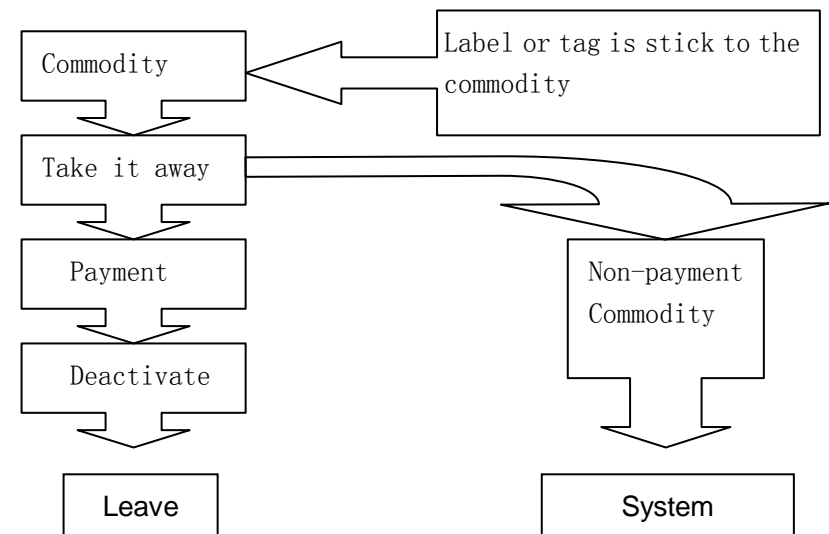 Commodity
Label or tag is stick to the
commodity
Take it away
Payment
Non-payment
Commodity
Deactivate
Leave
System